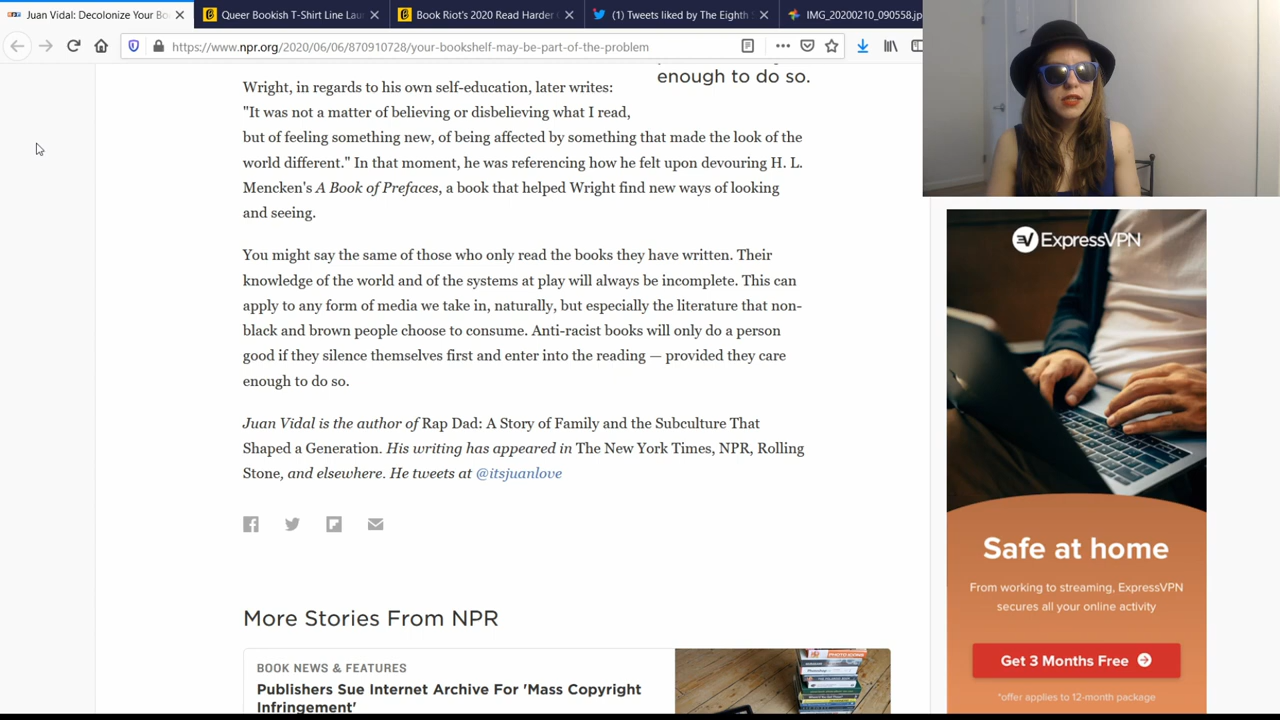 Juan Vidal: Decolonize Your Bo
Queer Bookish T-Shirt Line Lau
Book Riot's 2020 Read Harder
(1) Tweets liked by The Eighth
IMG_20200210_090558.jp
https://www.npr.org/2020/06/06/870910728/your-bookshelf-may-be-part-of-the-problem
enough to do so.
Wright, in regards to his own self-education, later writes:
"It was not a matter of believing or disbelieving what I read,
but of feeling something new, of being affected by something that made the look of the
world different." In that moment, he was referencing how he felt upon devouring H. L.
Mencken's A Book of Prefaces, a book that helped Wright find new ways of looking
and seeing.
You might say the same of those who only read the books they have written. Their
knowledge of the world and of the systems at play will always be incomplete. This can
apply to any form of media we take in, naturally, but especially the literature that non-
black and brown people choose to consume. Anti-racist books will only do a person
good if they silence themselves first and enter into the reading — provided they care
enough to do so.
Juan Vidal is the author of Rap Dad: A Story of Family and the Subculture That
Shaped a Generation. His writing has appeared in The New York Times, NPR, Rolling
Stone, and elsewhere. He tweets at @itsjuanlove
More Stories From NPR
BOOK NEWS & FEATURES
Publishers Sue Internet Archive For 'Mass Copyright
Infringement'
ExpressVPN
Safe at home
From working to streaming, ExpressVPN
secures all your online activity
Get 3 Months Free
*offer applies to 12-month package